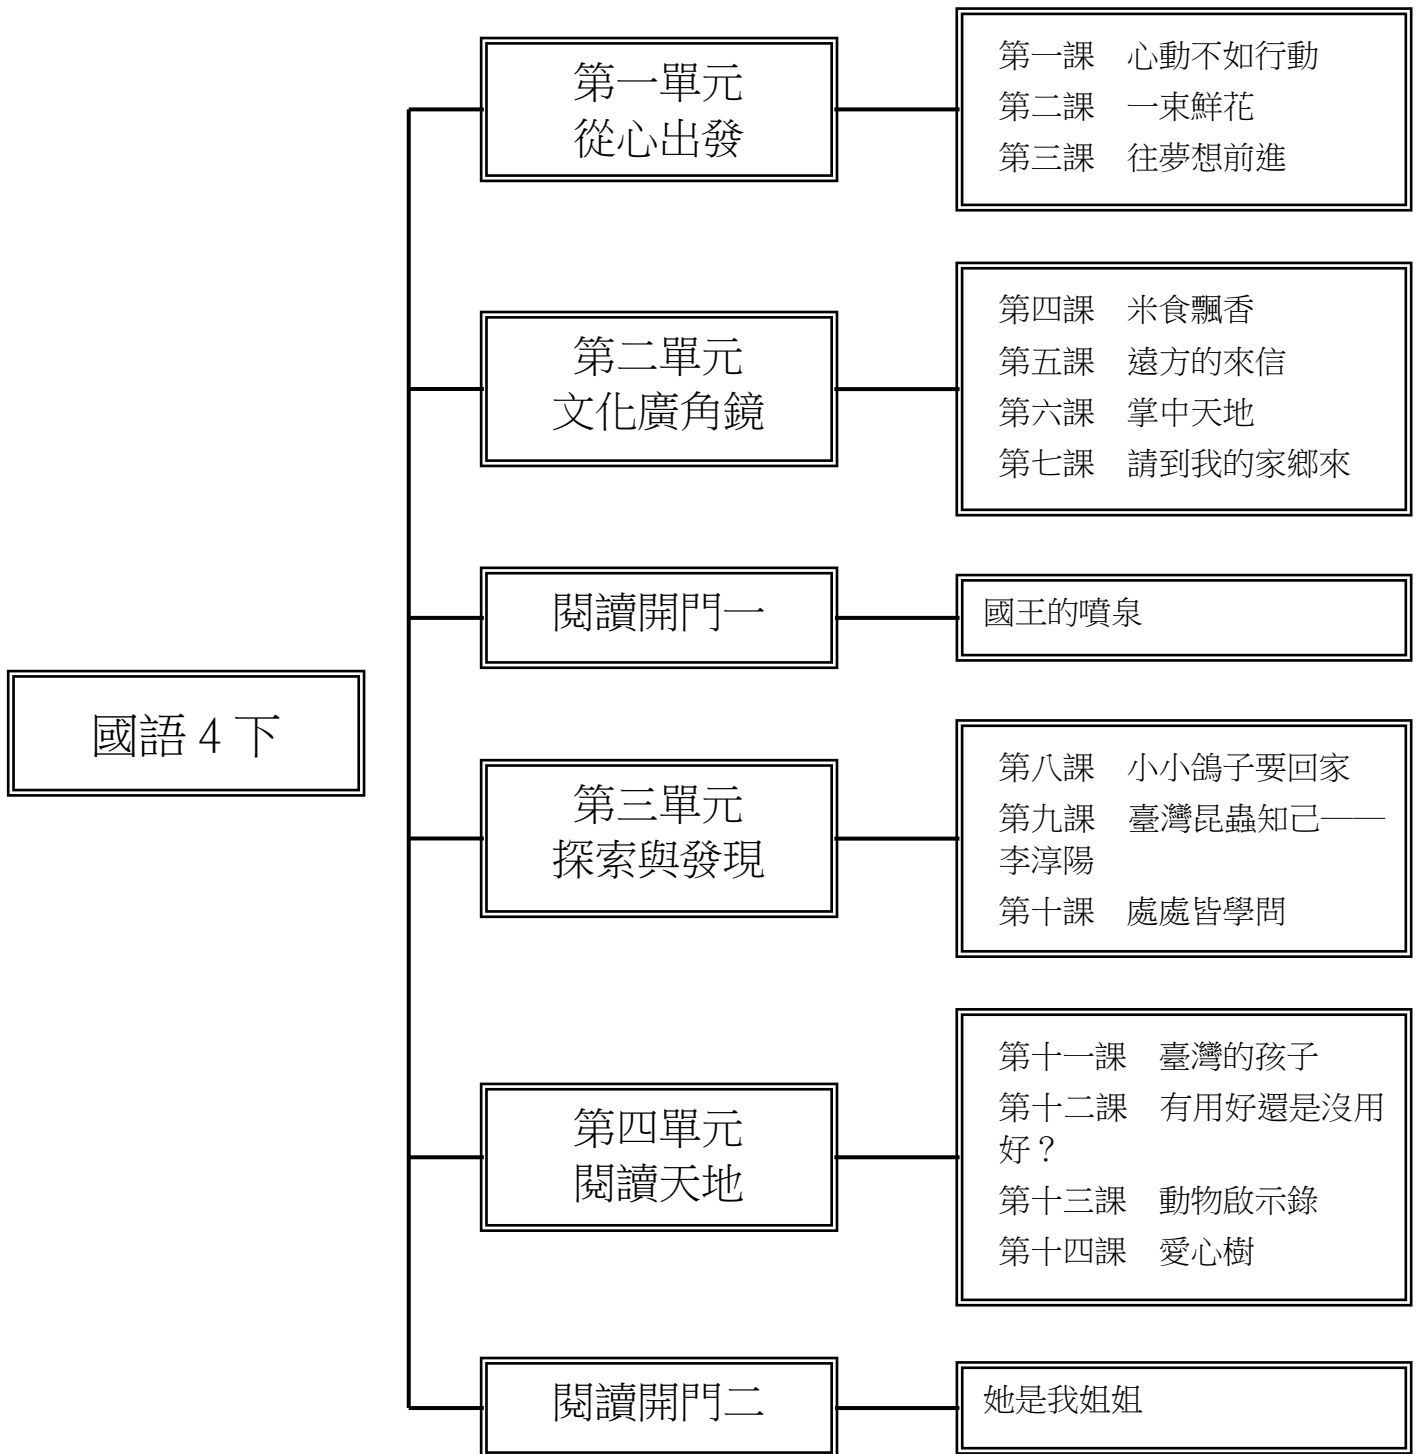 第一單元
從心出發
第一課　心動不如行動
第二課　一束鮮花
第三課　往夢想前進
第二單元
文化廣角鏡
第四課　米食飄香
第五課　遠方的來信
第六課　掌中天地
第七課　請到我的家鄉來
閱讀開門一
國王的噴泉
國語 4 下
第三單元
探索與發現
第八課　小小鴿子要回家
第九課　臺灣昆蟲知己——
李淳陽
第十課　處處皆學問
第四單元
閱讀天地
第十一課　臺灣的孩子
第十二課　有用好還是沒用
好？
第十三課　動物啟示錄
第十四課　愛心樹
閱讀開門二
她是我姐姐